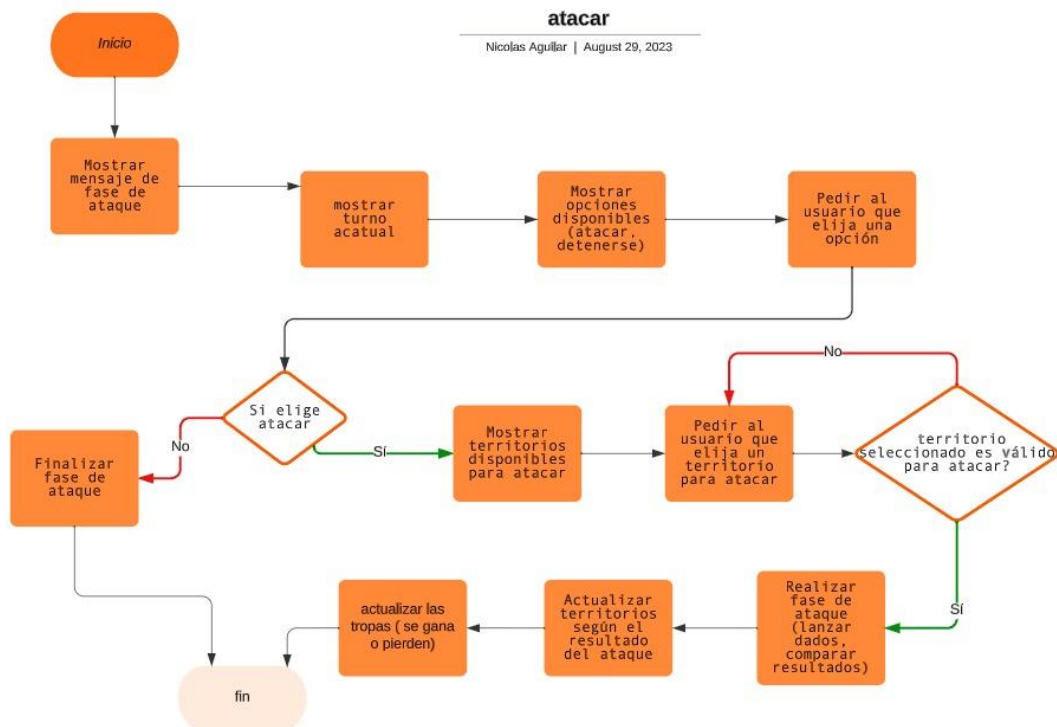 atacar
Nicolas Aguilar | August 29, 2023
Inicio
Mostrar
mensaje de
fase de
ataque
mostrar
turno
acatual
Mostrar
opciones
disponibles
(atacar,
detenerse)
Pedir al
usuario que
elija una
opción
Si elige
atacar
No
Sí
Finalizar
fase de
ataque
Mostrar
territorios
disponibles
para atacar
Pedir al
usuario que
elija un
territorio
para atacar
No
territorio
seleccionado es válido
para atacar?
Sí
Realizar
fase de
ataque
(lanzar
dados,
comparar
resultados)
Actualizar
territorios
según el
resultado
del ataque
actualizar las
tropas ( se gana
o pierden)
fin